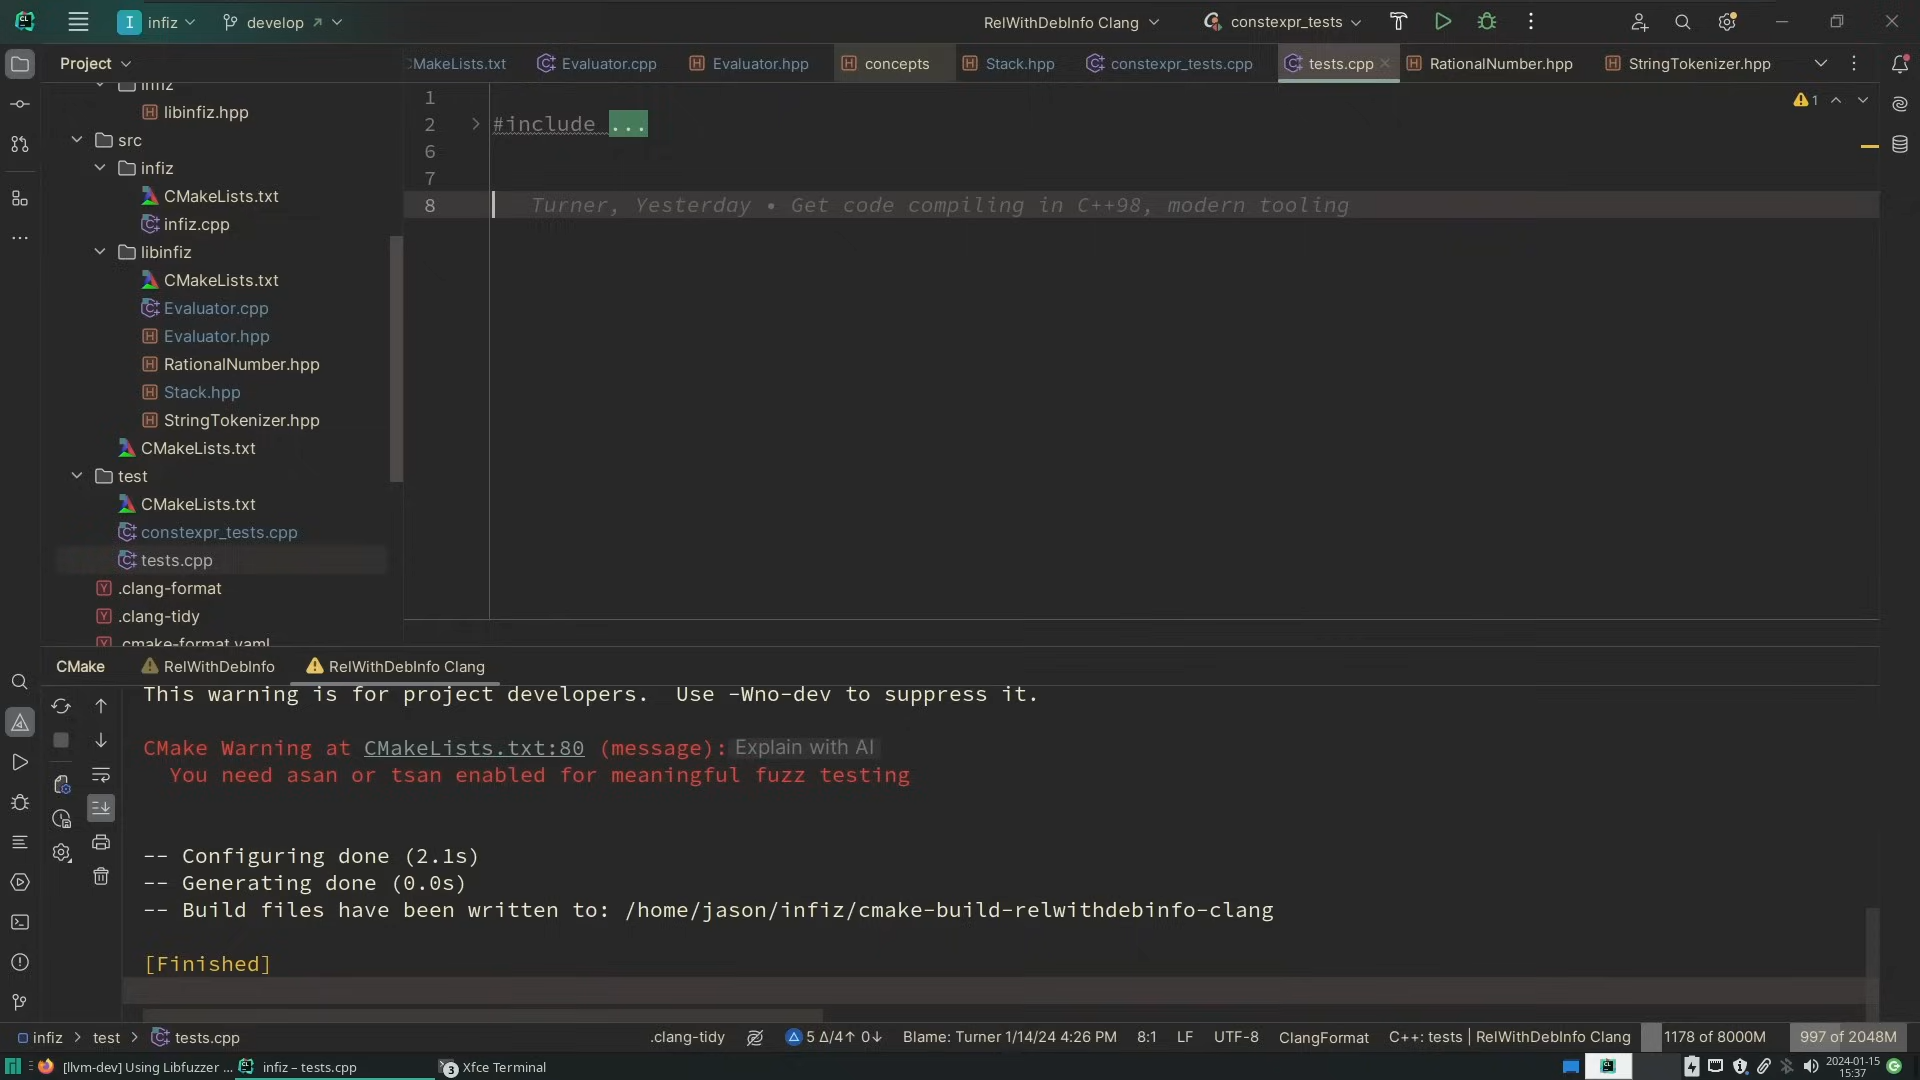 I infiz
develop
RelWithDebInfo Clang
constexpr_tests
Project
MakeLists.txt
Evaluator.cpp
Evaluator.hpp
concepts
Stack.hpp
constexpr_tests.cpp
tests.cpp
RationalNumber.hpp
StringTokenizer.hpp
infiz
libinfiz.hpp
src
infiz
CMakeLists.txt
infiz.cpp
libinfiz
CMakeLists.txt
Evaluator.cpp
Evaluator.hpp
RationalNumber.hpp
Stack.hpp
StringTokenizer.hpp
CMakeLists.txt
test
CMakeLists.txt
constexpr_tests.cpp
tests.cpp
.clang-format
.clang-tidy
.cmake-format.yaml
1
2 #include ...
6
7
8 Turner, Yesterday • Get code compiling in C++98, modern tooling
1
CMake
RelWithDebInfo
RelWithDebInfo Clang
This warning is for project developers.  Use -Wno-dev to suppress it.
CMake Warning at CMakeLists.txt:80 (message): Explain with AI
You need asan or tsan enabled for meaningful fuzz testing
-- Configuring done (2.1s)
-- Generating done (0.0s)
-- Build files have been written to: /home/jason/infiz/cmake-build-relwithdebinfo-clang
[Finished]
infiz > test > tests.cpp
.clang-tidy
5 Δ/4↑ 0↓
Blame: Turner 1/14/24 4:26 PM
8:1
LF
UTF-8
ClangFormat
C++: tests | RelWithDebInfo Clang
1178 of 8000M
997 of 2048M
[llvm-dev] Using Libfuzzer ...
infiz – tests.cpp
3 Xfce Terminal
2024-01-15
15:37